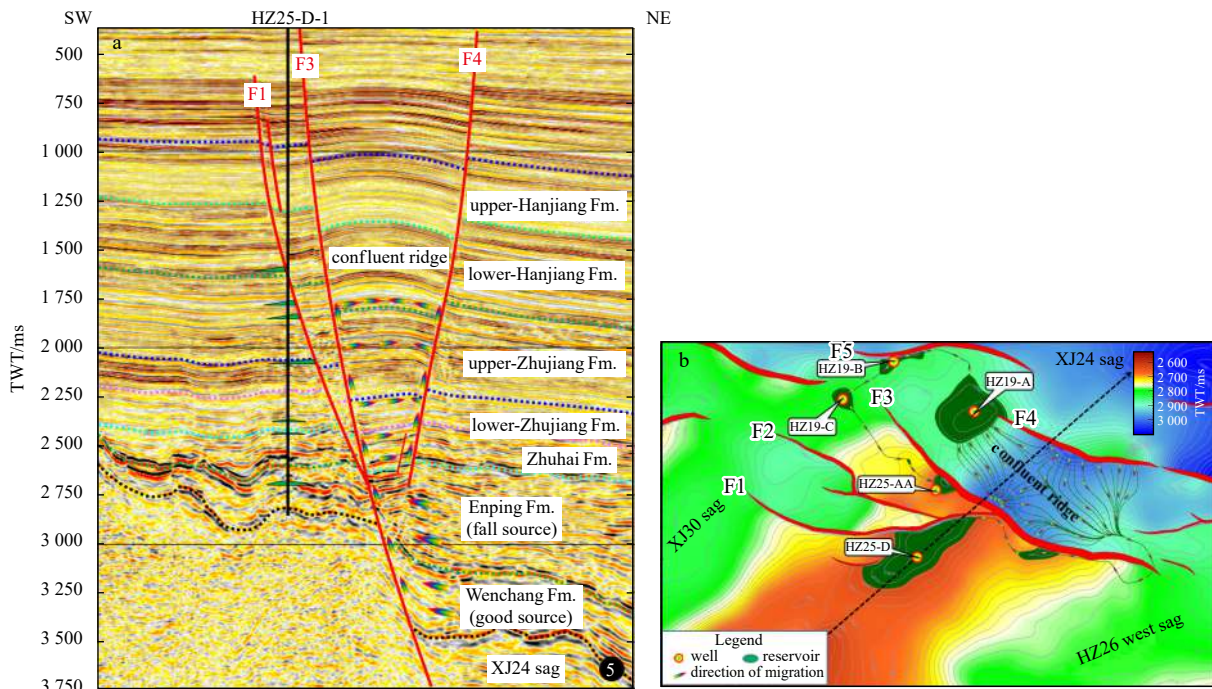 SW
HZ25-D-1
NE
a
F1
F3
F4
500
750
1 000
1 250
1 500
1 750
2 000
2 250
2 500
2 750
3 000
3 250
3 500
3 750
TWT/ms
upper-Hanjiang Fm.
confluent ridge
lower-Hanjiang Fm.
upper-Zhujiang Fm.
lower-Zhujiang Fm.
Zhuhai Fm.
Enping Fm.
(fall source)
Wenchang Fm.
(good source)
XJ24 sag
5
b
F5
HZ19-B
XJ24 sag
2 600
2 700
2 800
2 900
3 000
TWT/ms
HZ19-A
F3
F4
HZ19-C
F2
confluent ridge
HZ25-AA
F1
XJ30 sag
HZ25-D
HZ26 west sag
Legend
well
reservoir
direction of migration